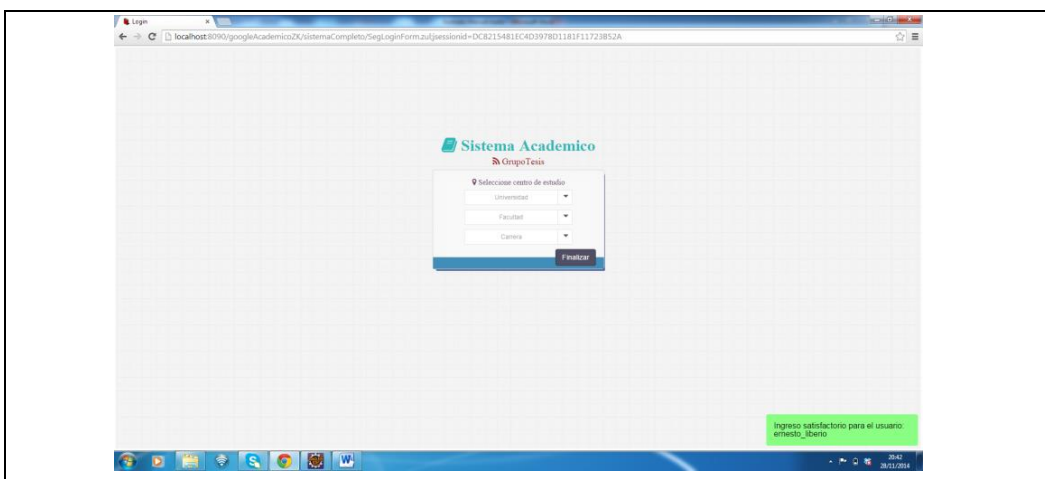 Login
localhost:8090/googleAcademicoZK/sistemaCompleto/SegLoginForm.zul;jsessionid=DC8215481EC4D3978D1181F11723B52A
Sistema Academico
GrupoTesis
Seleccione centro de estudio
Universidad
Facultad
Carrera
Finalizar
Ingreso satisfactorio para el usuario:
ernesto_liberio
20:42
28/11/2014